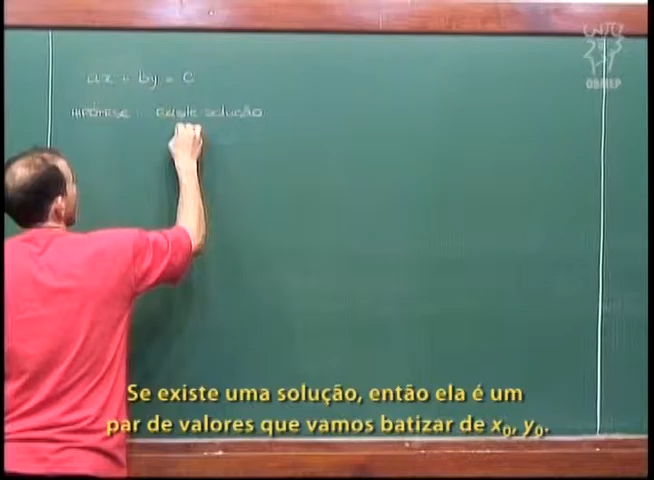 ax + by = c
HIPÓTESE: existe solução
OBMEP
Se existe uma solução, então ela é um
par de valores que vamos batizar de x₀, y₀.